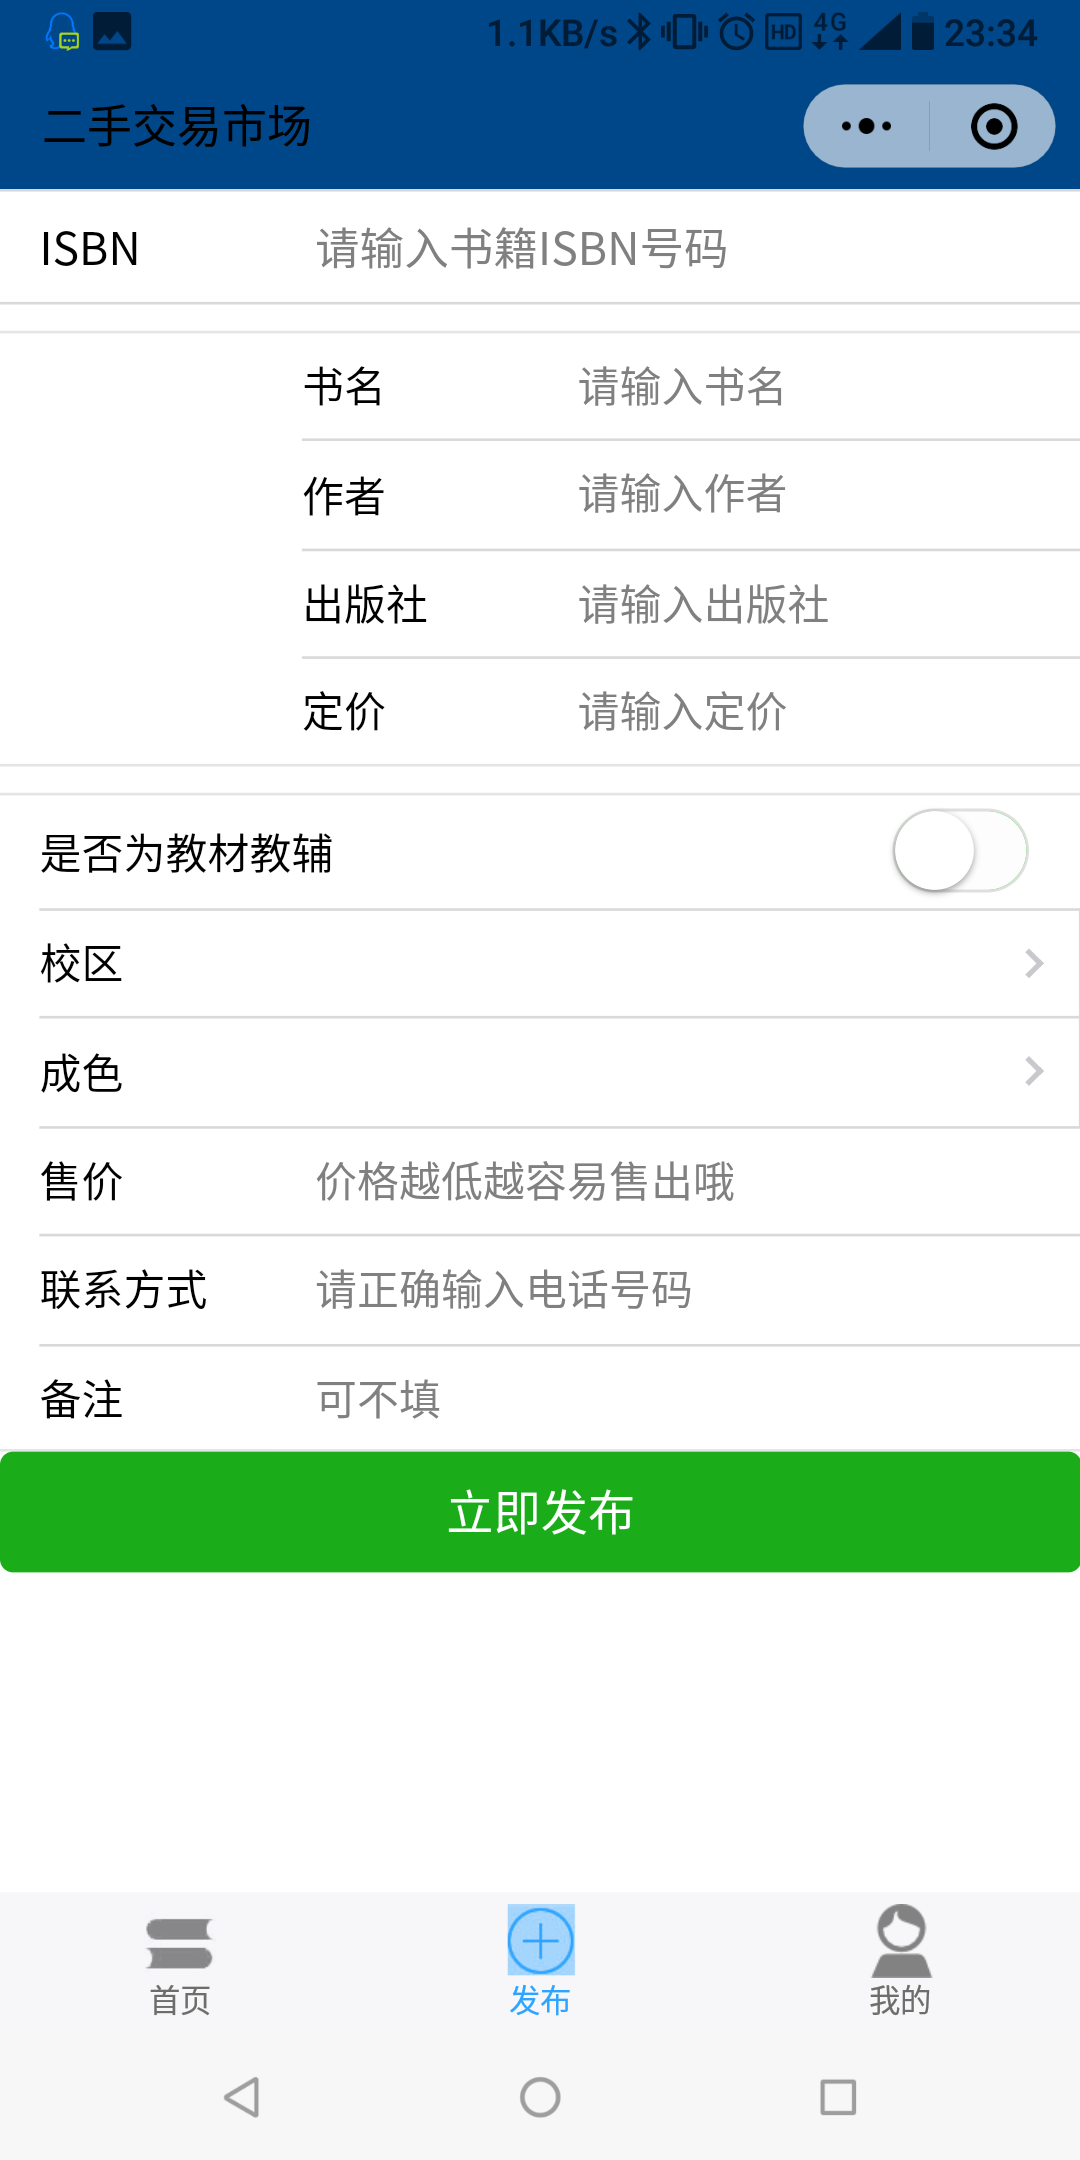 1.1KB/s HD 4G 23:34
二手交易市场
ISBN 请输入书籍ISBN号码
书名 请输入书名
作者 请输入作者
出版社 请输入出版社
定价 请输入定价
是否为教材教辅
校区
成色
售价 价格越低越容易售出哦
联系方式 请正确输入电话号码
备注 可不填
立即发布
首页 发布 我的